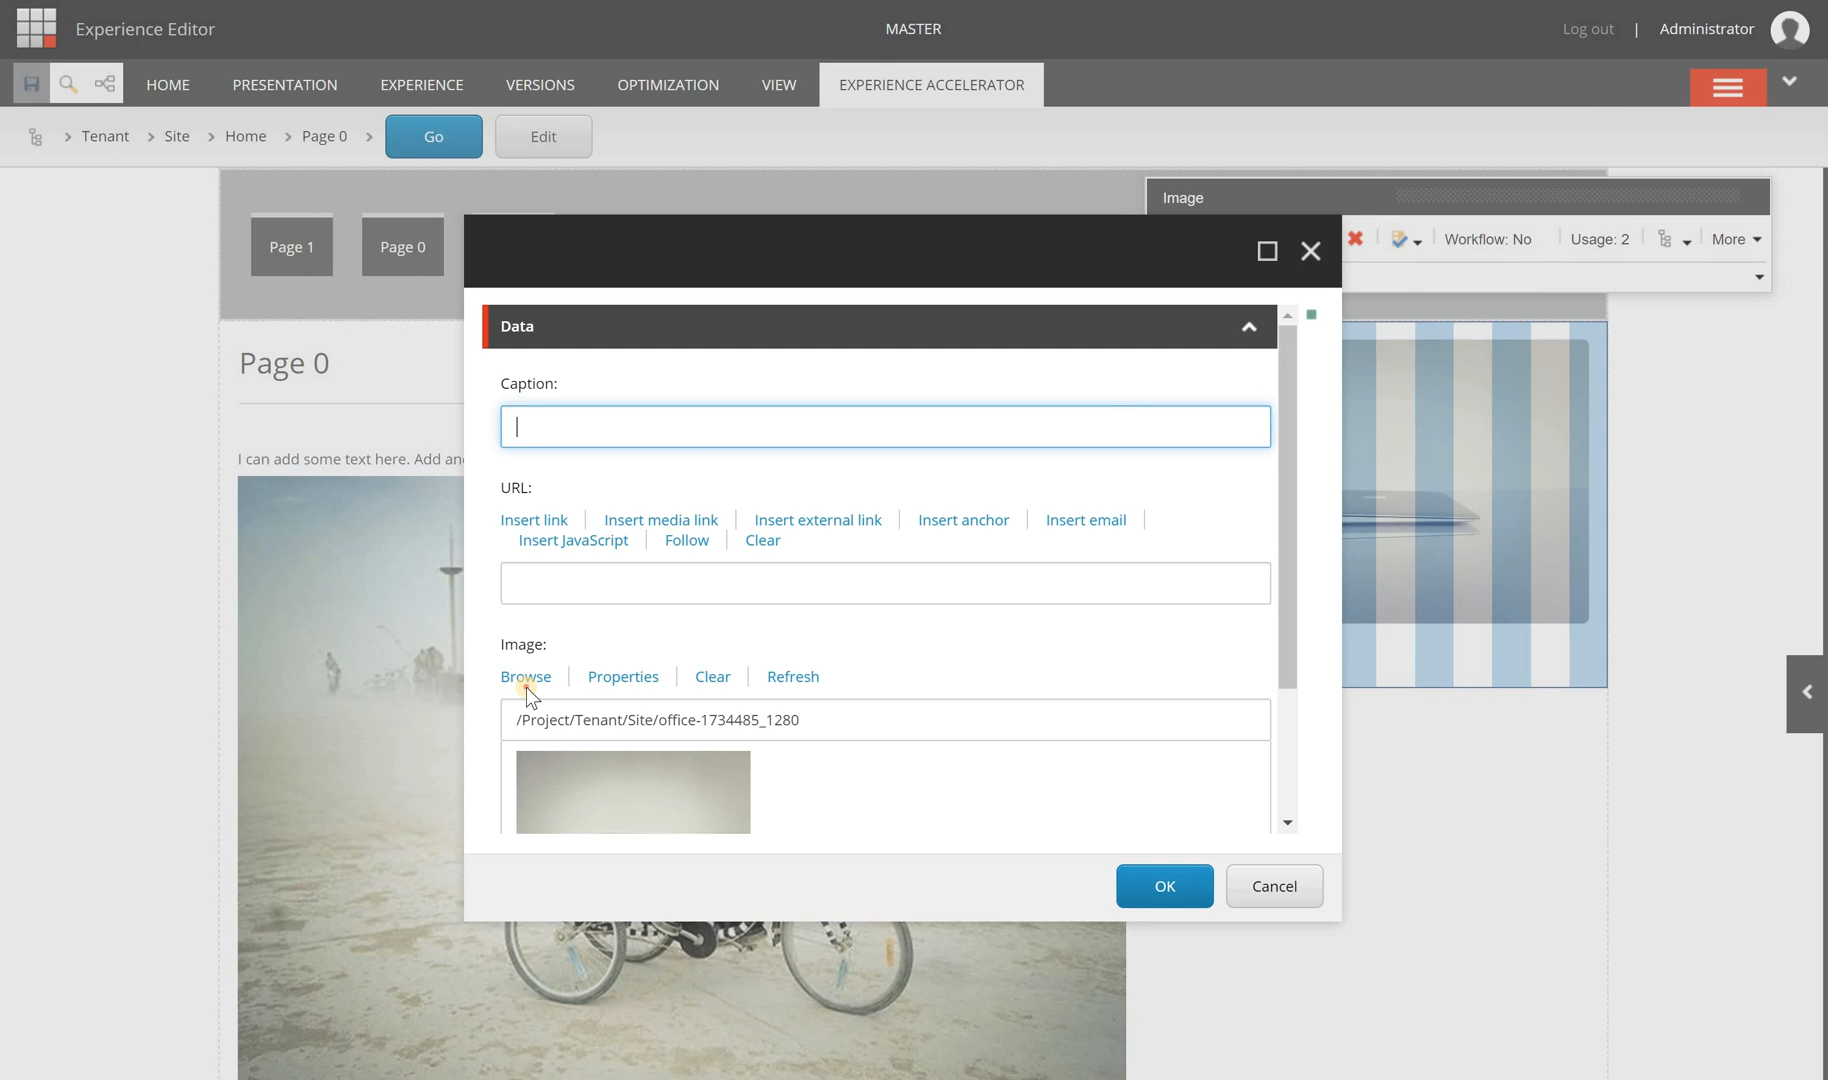 Experience Editor
MASTER
Log out | Administrator
HOME PRESENTATION EXPERIENCE VERSIONS OPTIMIZATION VIEW EXPERIENCE ACCELERATOR
Tenant Site Home Page 0 Go Edit
Image
Page 1 Page 0
Workflow: No Usage: 2 More
Data
Page 0
Caption:
I can add some text here. Add
URL:
Insert link Insert media link Insert external link Insert anchor Insert email
Insert JavaScript Follow Clear
Image:
Browse Properties Clear Refresh
/Project/Tenant/Site/office-1734485_1280
OK Cancel